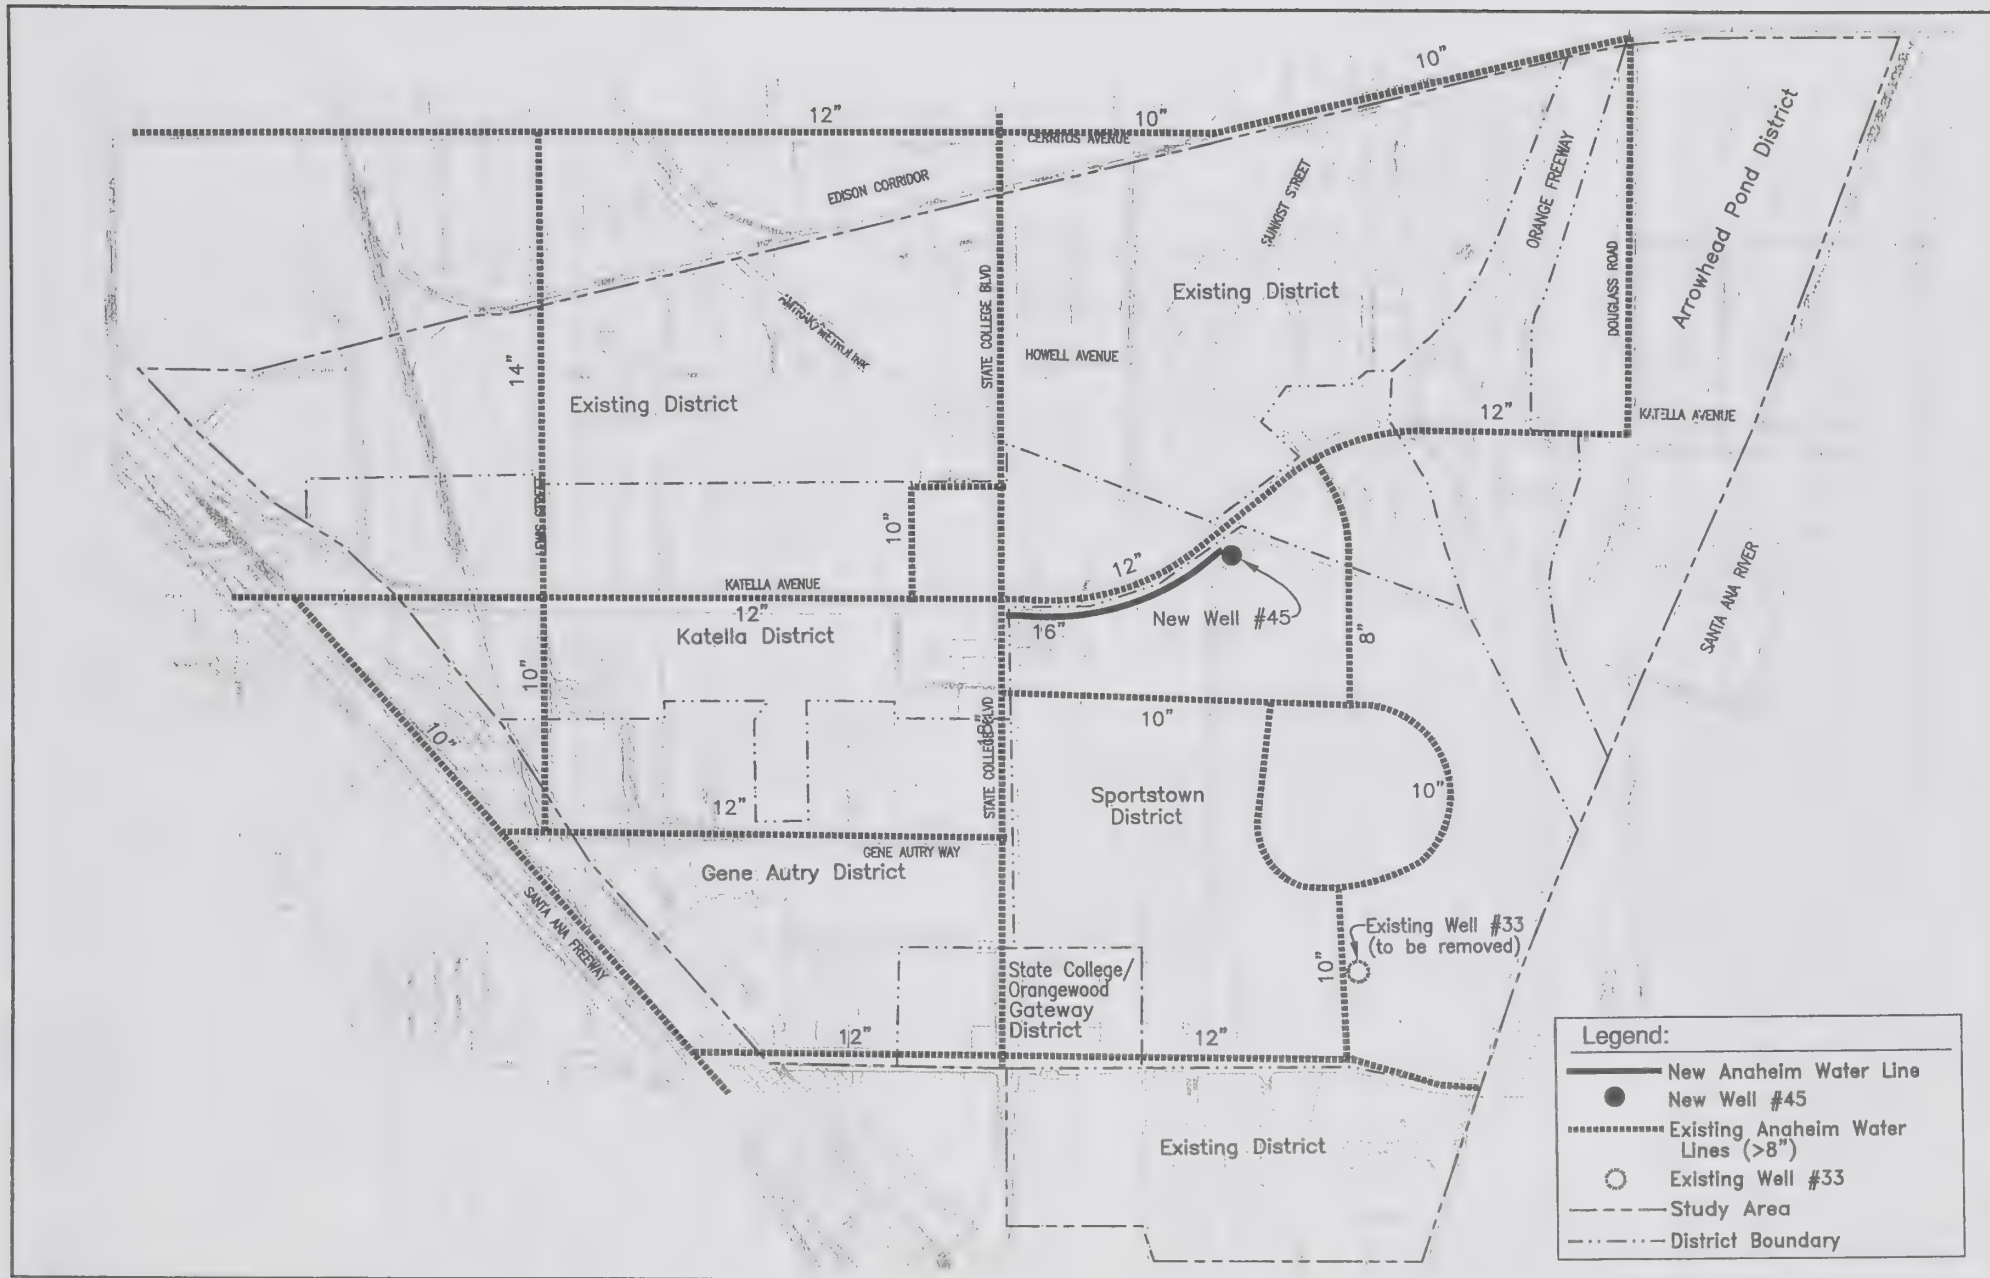 10"
12"
10"
CERRITOS AVENUE
EDISON CORRIDOR
SUNKIST STREET
ORANGE FREEWAY
Arrowhead Pond District
DOUGLASS ROAD
STATE COLLEGE BLVD
AMTRAK/METROLINK
Existing District
HOWELL AVENUE
14"
Existing District
12"
KATELLA AVENUE
LEWIS STREET
10"
KATELLA AVENUE
12"
12"
Katella District
16"
New Well #45
8"
SANTA ANA RIVER
10"
10"
10"
18"
STATE COLLEGE BLVD
12"
Sportstown
District
10"
GENE AUTRY WAY
Gene Autry District
SANTA ANA FREEWAY
Existing Well #33
(to be removed)
10"
State College/
Orangewood
Gateway
District
12"
12"
Existing District
Legend:
New Anaheim Water Line
New Well #45
Existing Anaheim Water
Lines (>8")
Existing Well #33
Study Area
District Boundary